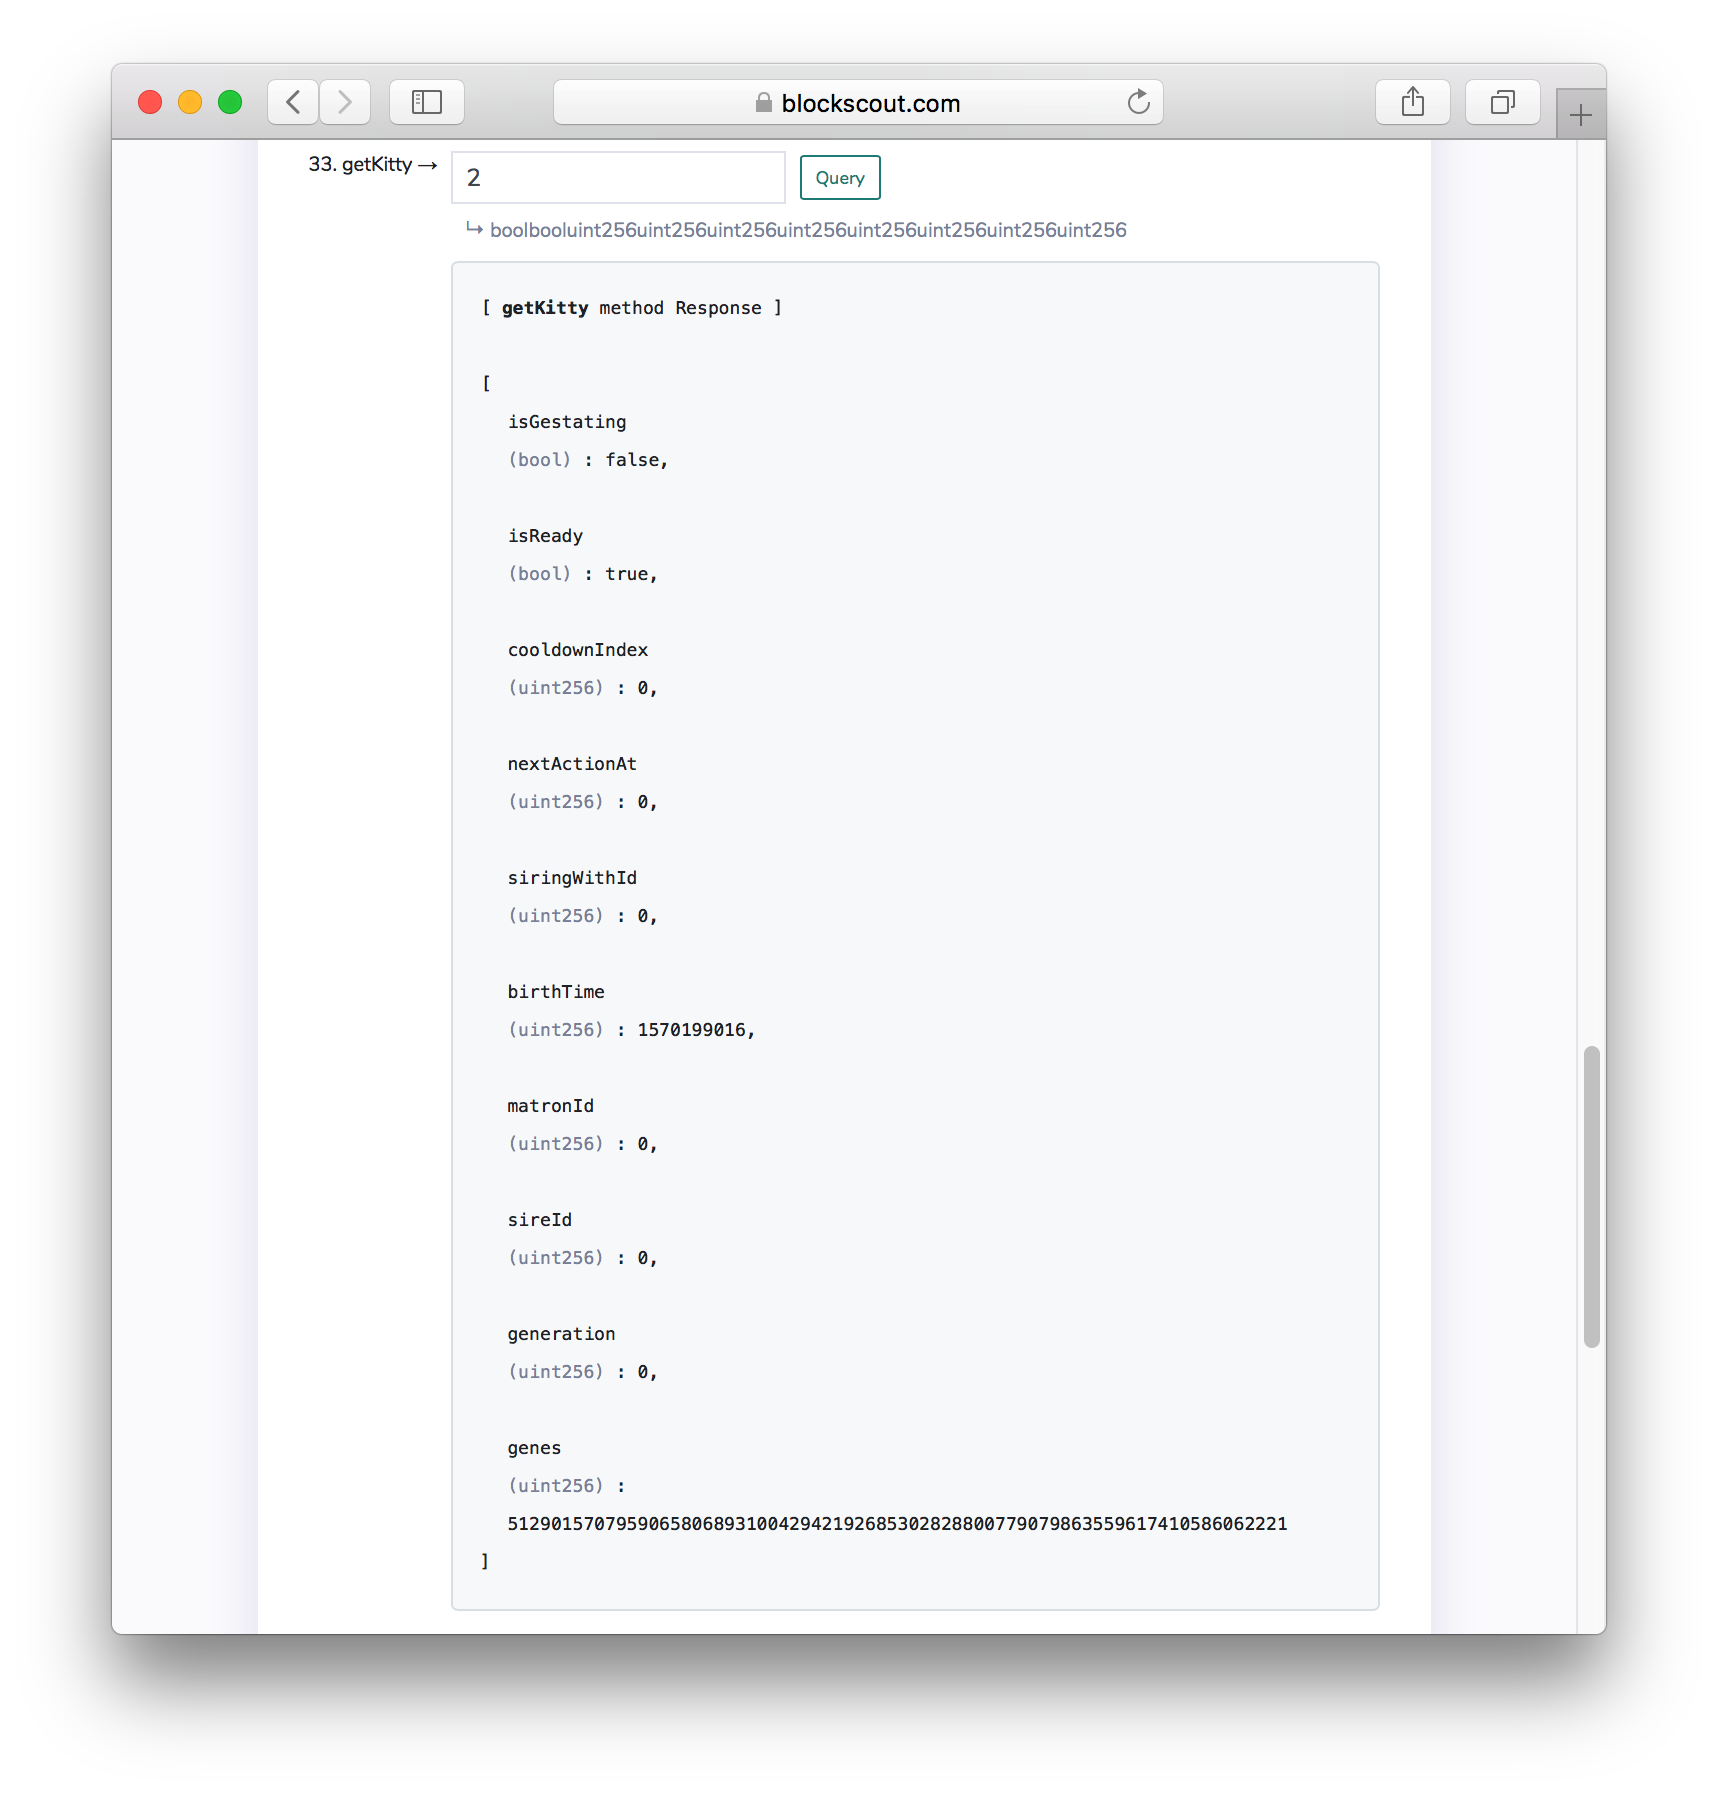 blockscout.com
33. getKitty → 2 Query
↳ boolbooluint256uint256uint256uint256uint256uint256uint256uint256
[ getKitty method Response ]
[
isGestating
(bool) : false,
isReady
(bool) : true,
cooldownIndex
(uint256) : 0,
nextActionAt
(uint256) : 0,
siringWithId
(uint256) : 0,
birthTime
(uint256) : 1570199016,
matronId
(uint256) : 0,
sireId
(uint256) : 0,
generation
(uint256) : 0,
genes
(uint256) :
512901570795906580689310042942192685302828800779079863559617410586062221
]